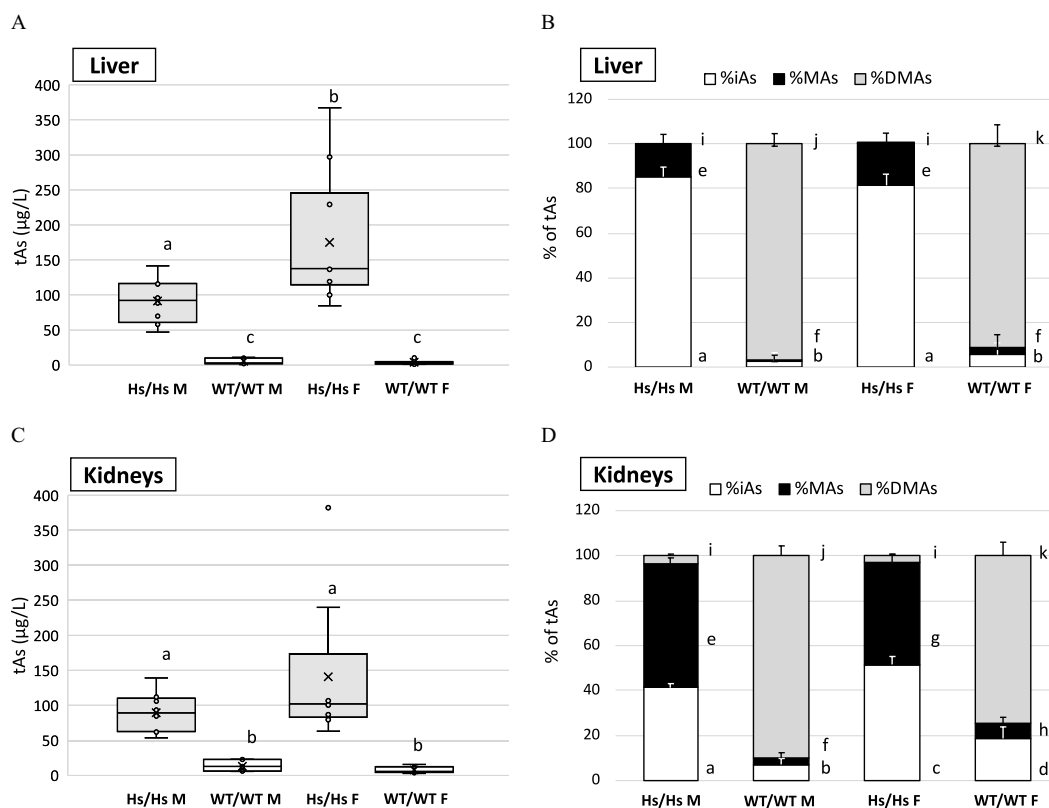 A
Liver
tAs (µg/L)
400
350
300
250
200
150
100
50
0
a
c
b
c
Hs/Hs M WT/WT M Hs/Hs F WT/WT F
B
Liver
%iAs %MAs %DMAs
% of tAs
120
100
80
60
40
20
0
i j i k
e e
f f
a b a b
Hs/Hs M WT/WT M Hs/Hs F WT/WT F
C
Kidneys
tAs (µg/L)
400
350
300
250
200
150
100
50
0
a
b
a
b
Hs/Hs M WT/WT M Hs/Hs F WT/WT F
D
Kidneys
%iAs %MAs %DMAs
% of tAs
120
100
80
60
40
20
0
i j i k
e g
f h
a b c d
Hs/Hs M WT/WT M Hs/Hs F WT/WT F